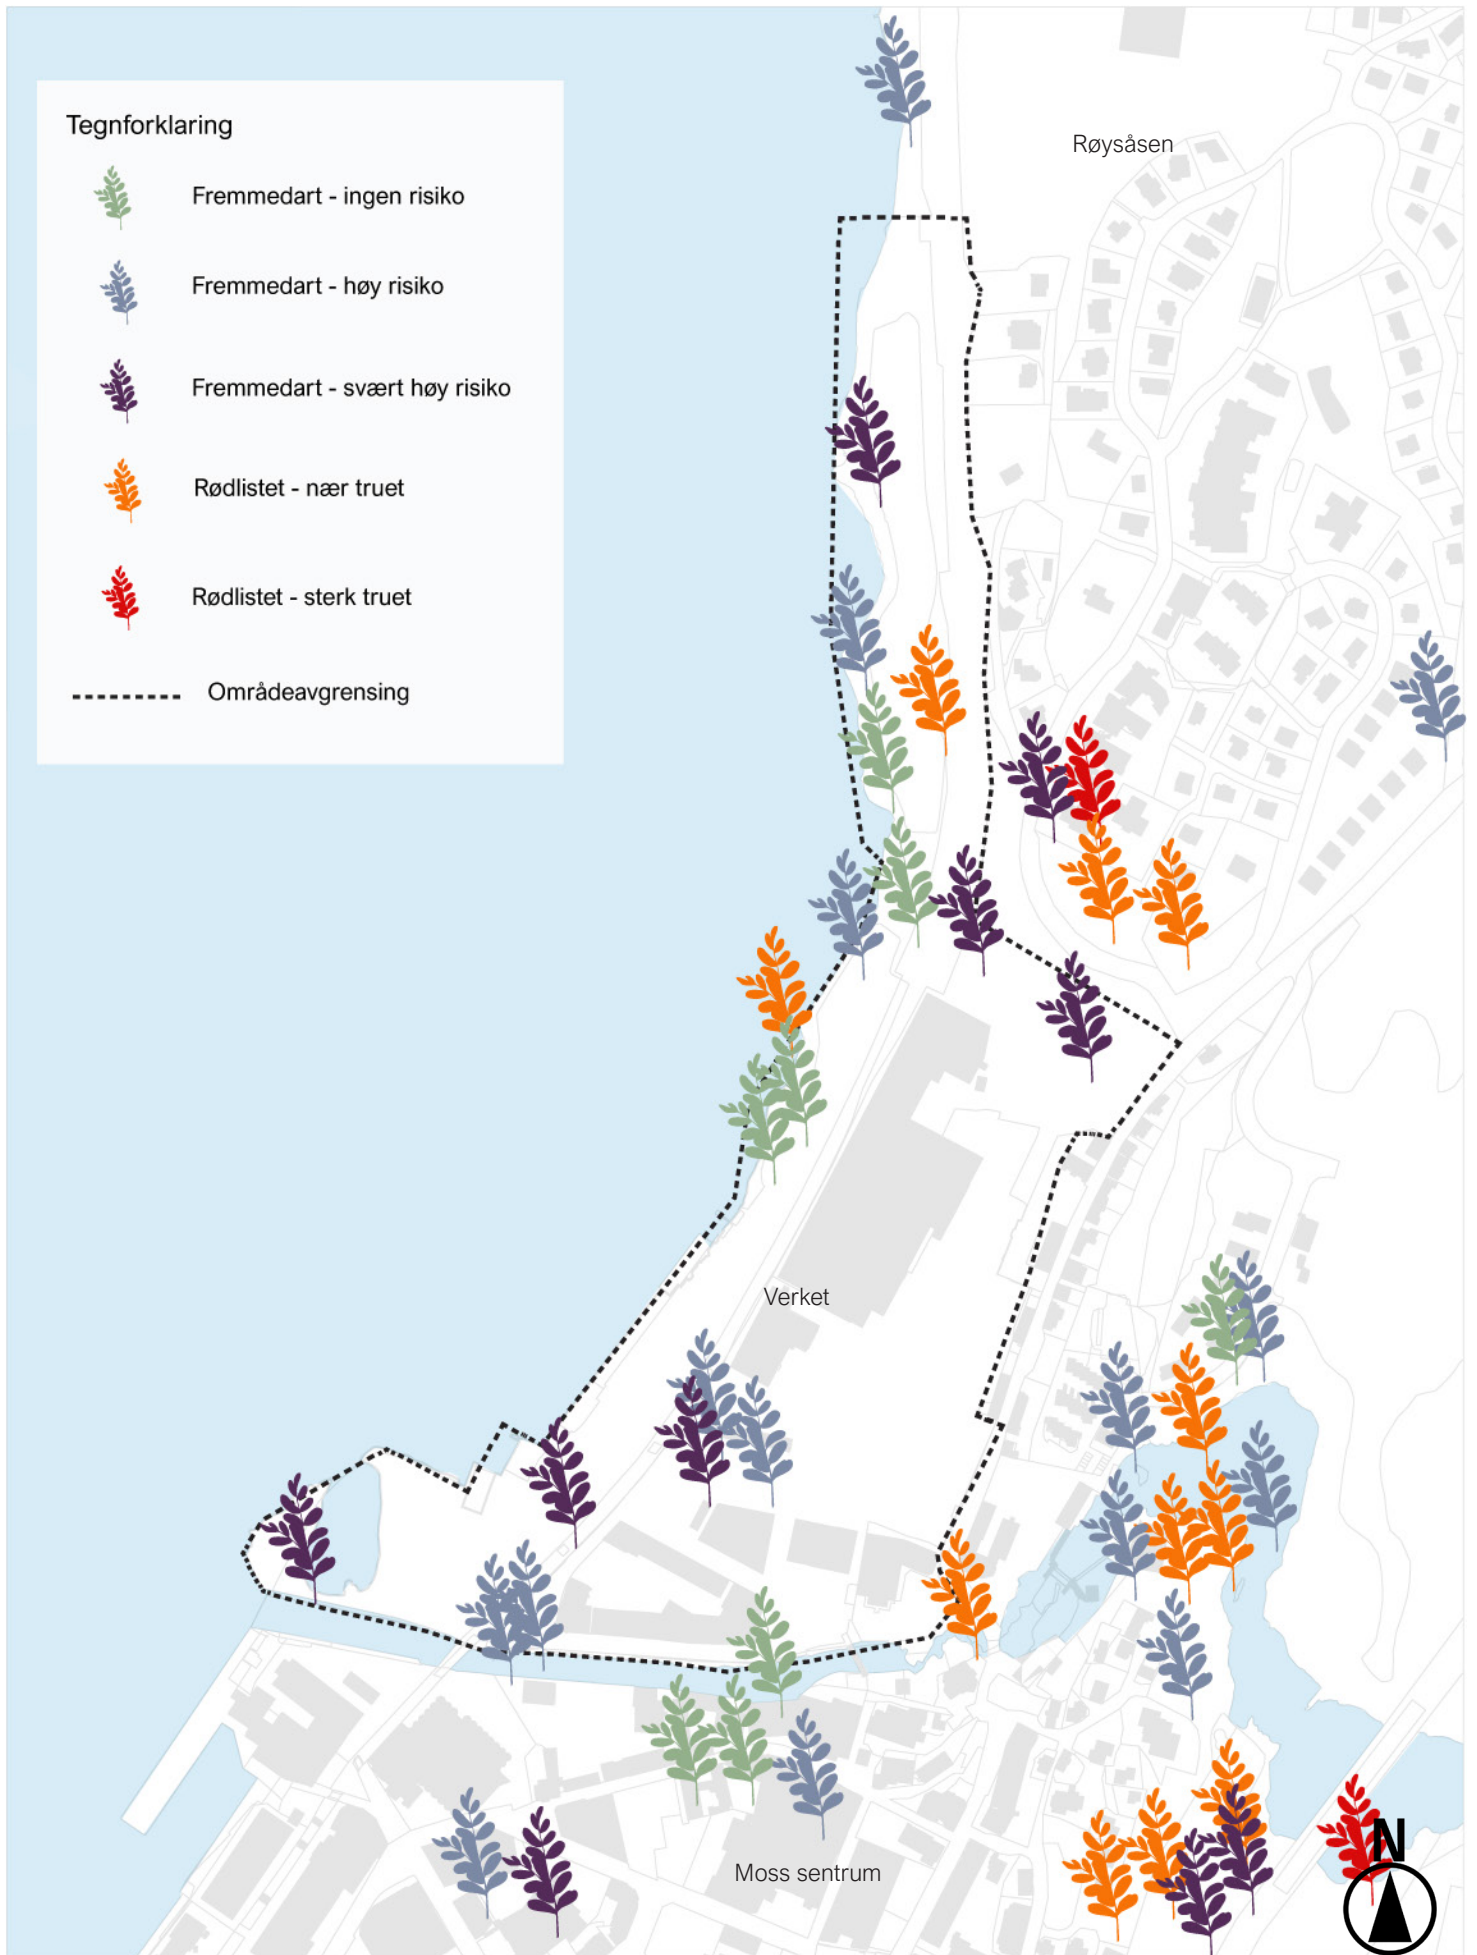 Tegnforklaring
Fremmedart - ingen risiko
Fremmedart - høy risiko
Fremmedart - svært høy risiko
Rødlistet - nær truet
Rødlistet - sterk truet
Områdeavgrensing
Røysåsen
Verket
Moss sentrum
N